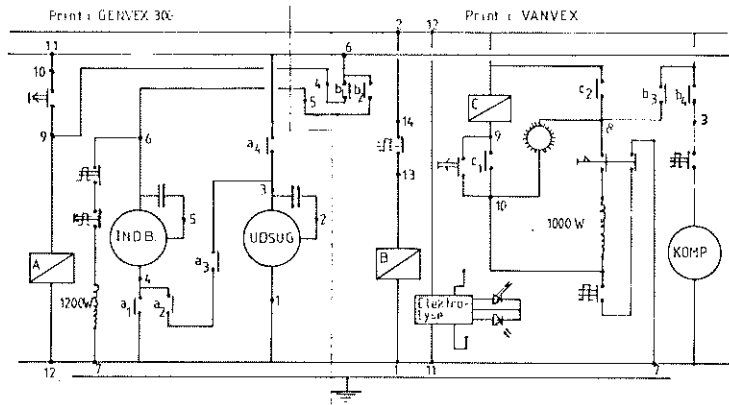 Print : GENVEX 300
Print : VANVEX
11
6
2
12
10
4
b1
b2
5
c2
b3
b4
C
14
9
6
a4
9
8
3
13
c1
10
3
5
2
INDB.
UDSUG
a3
1000 W
KOMP
A
B
4
1
1200W
a1
a2
Elektro-
lyse
12
7
1
11
7